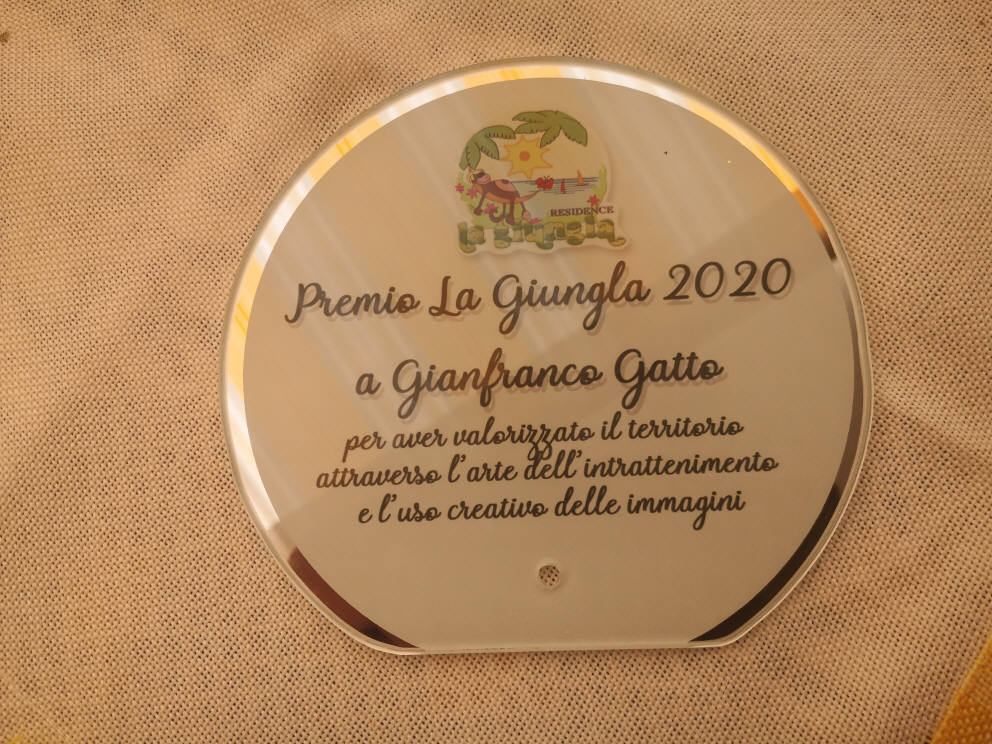 RESIDENCE
la giungla
Premio La Giungla 2020
a Gianfranco Gatto
per aver valorizzato il territorio
attraverso l'arte dell'intrattenimento
e l'uso creativo delle immagini